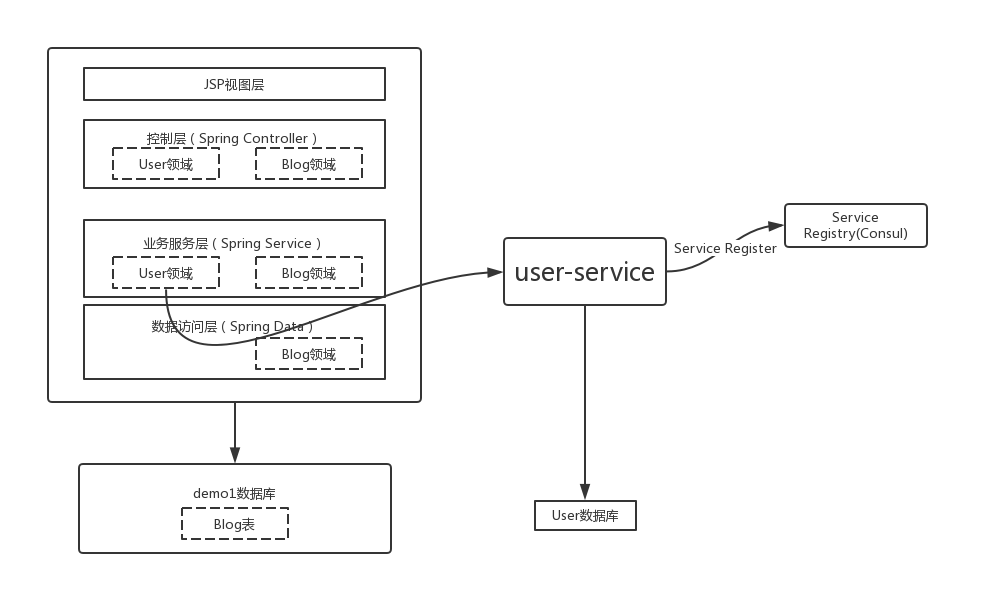 JSP视图层
控制层 ( Spring Controller )
User领域
Blog领域
业务服务层 ( Spring Service )
User领域
Blog领域
数据访问层 ( Spring Data )
Blog领域
demo1数据库
Blog表
user-service
Service Register
Service
Registry(Consul)
User数据库